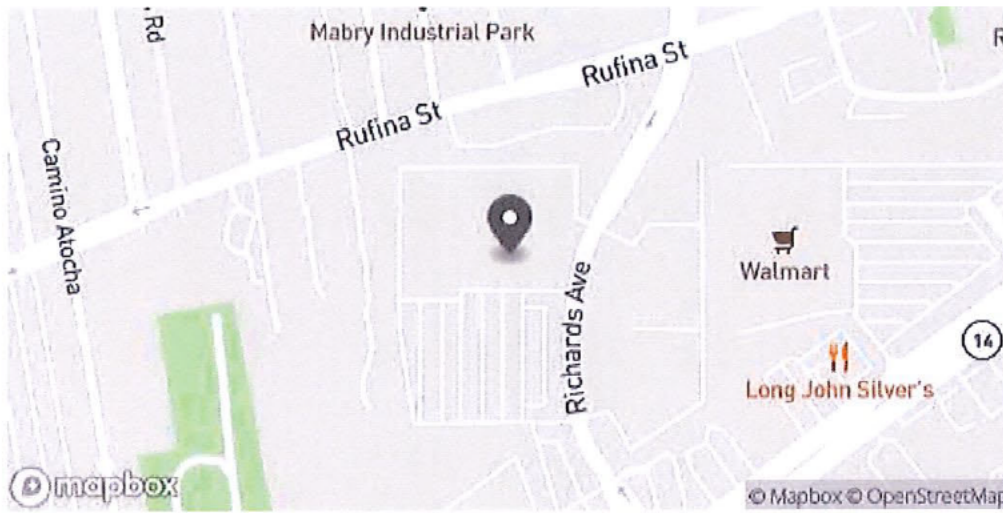 Rd
Mabry Industrial Park
Rufina St
Rufina St
Camino Atocha
Richards Ave
Walmart
14
Long John Silver's
mapbox
© Mapbox © OpenStreetMap